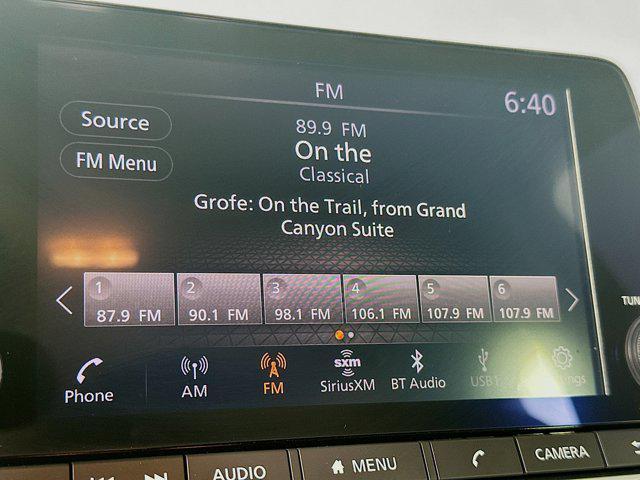 FM
6:40
Source
89.9 FM
On the
FM Menu
Classical
Grofe: On the Trail, from Grand
Canyon Suite
1 2 3 4 5 6
87.9 FM 90.1 FM 98.1 FM 106.1 FM 107.9 FM 107.9 FM
TUN
sxm
Phone AM FM SiriusXM BT Audio USB1
AUDIO MENU CAMERA